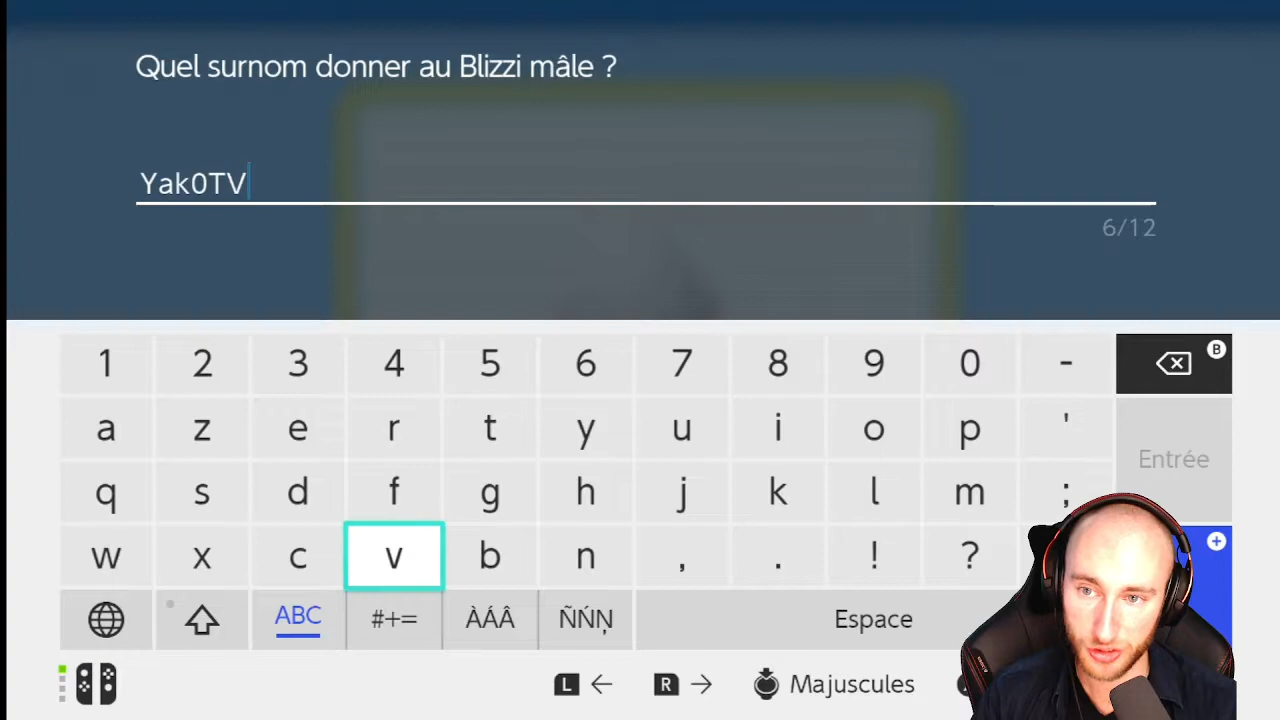 Quel surnom donner au Blizzi mâle ?
Yak0TV
6/12
1 2 3 4 5 6 7 8 9 0 -
B
a z e r t y u i o p '
Entrée
q s d f g h j k l m ;
w x c v b n , . ! ?
+
ABC #+= ÀÁÂ ÑŃŅ Espace
L ← R → Majuscules